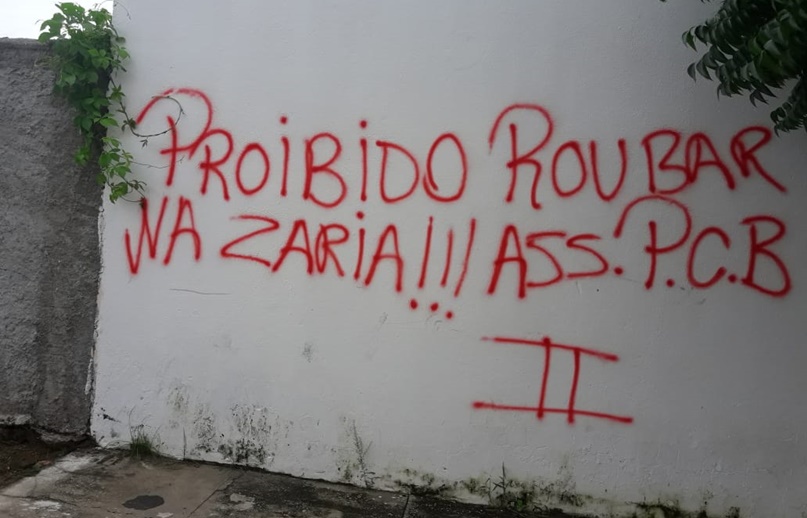 PROIBIDO ROUBAR
NA ZARIA!!! ASS. P.C.B
II